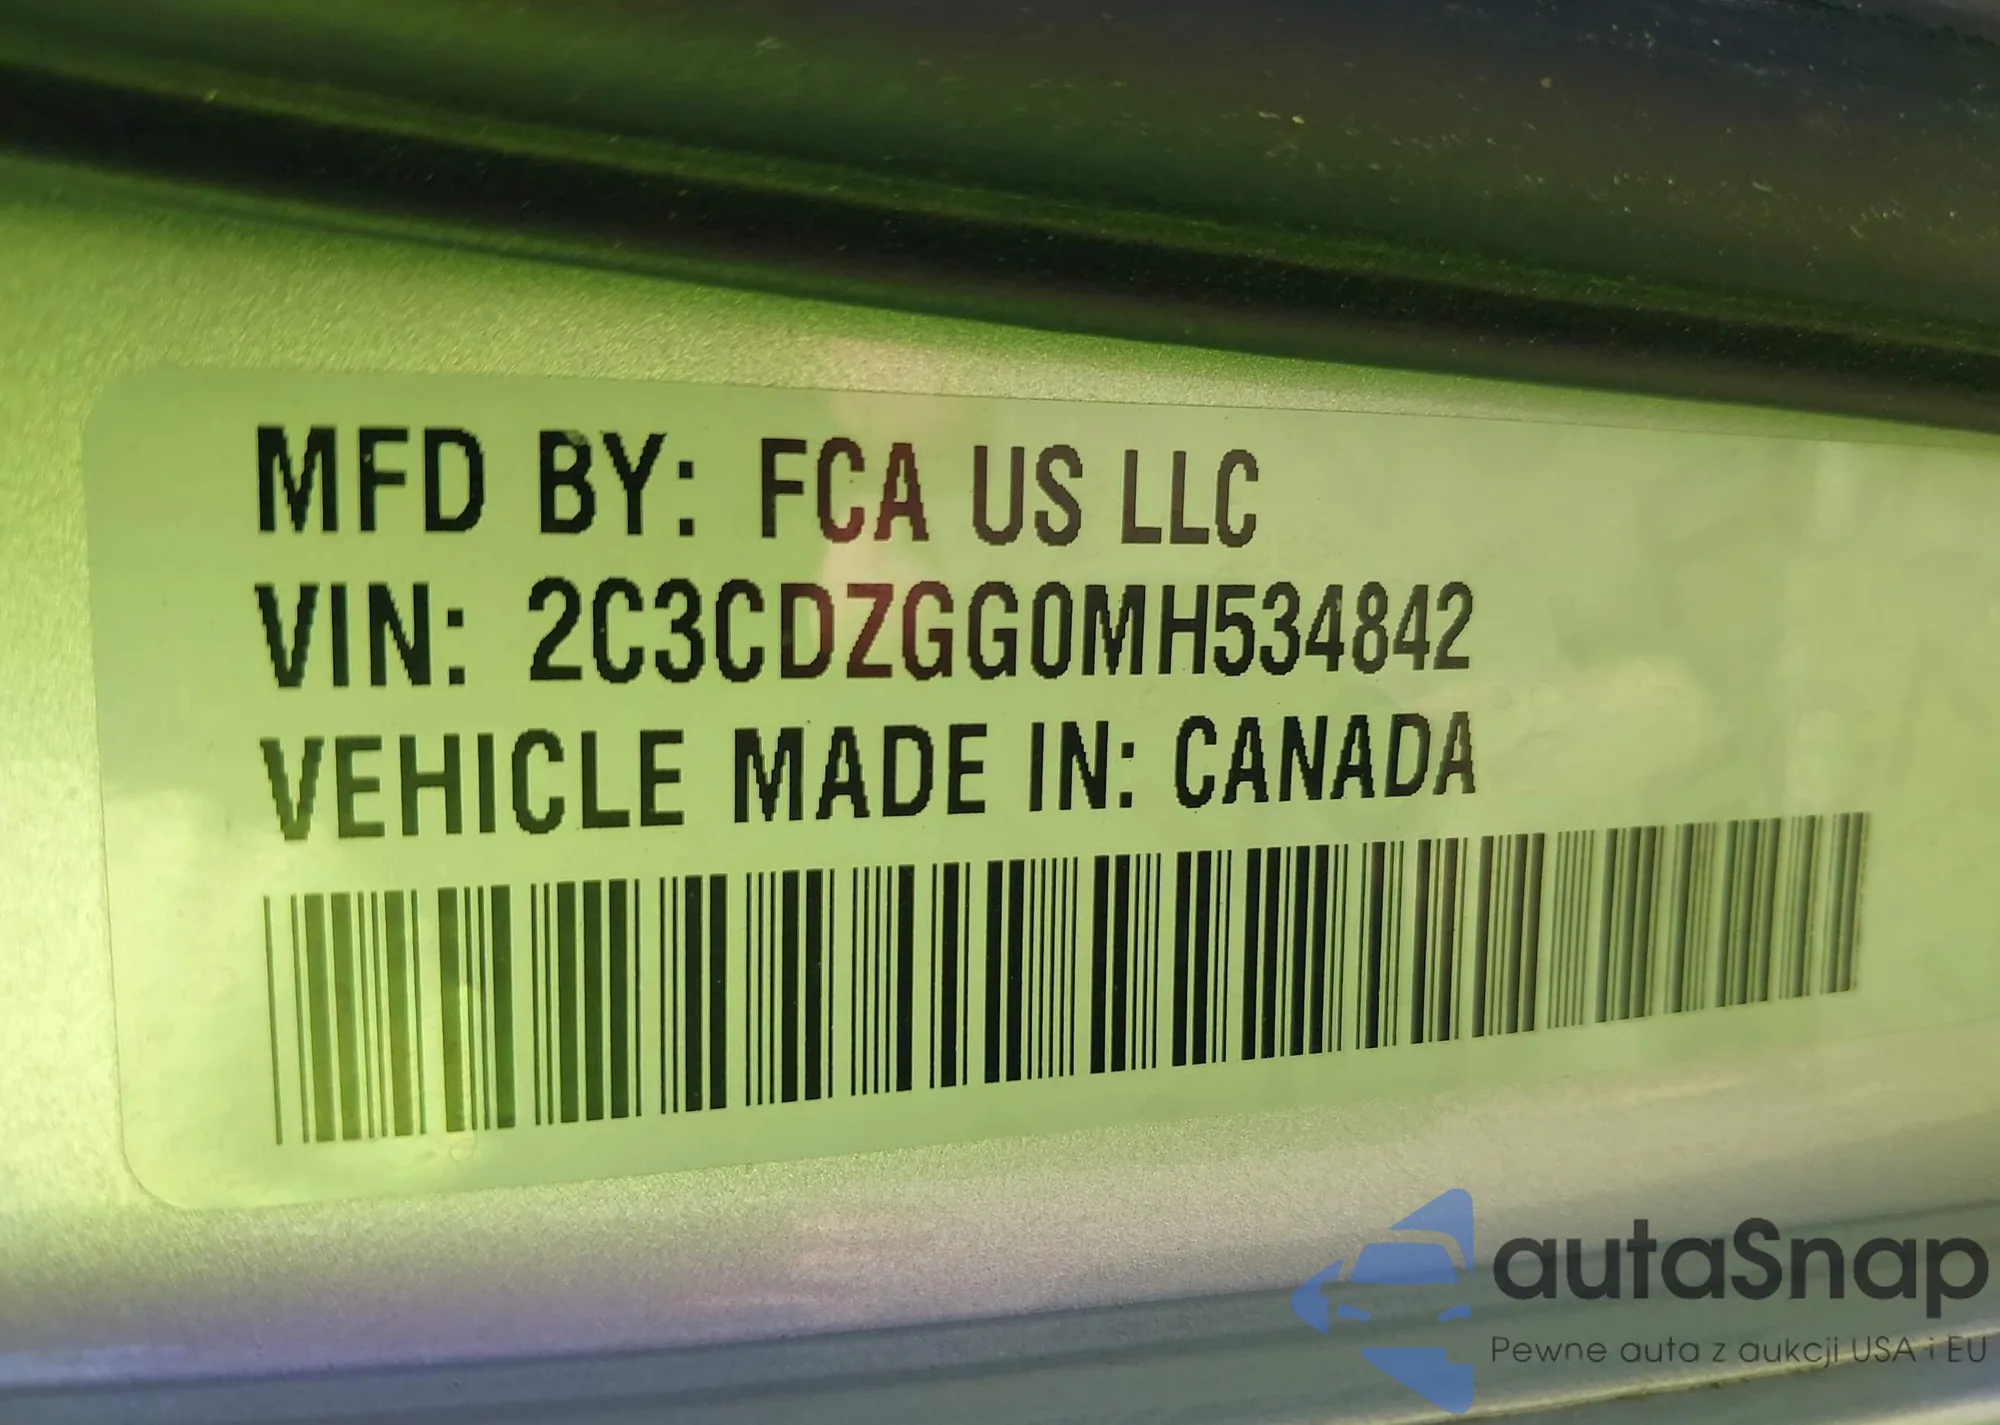 MFD BY: FCA US LLC
VIN: 2C3CDZGG0MH534842
VEHICLE MADE IN: CANADA
autaSnap
Pewne auta z aukcji USA i EU